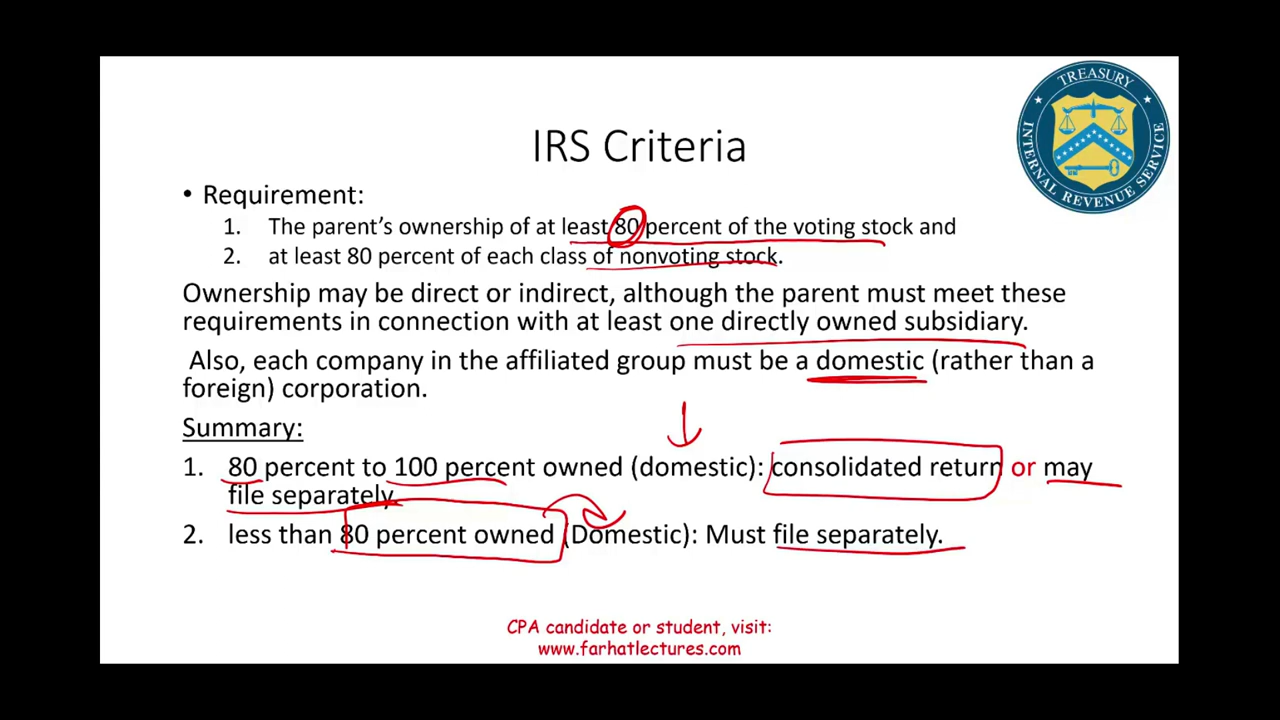 TREASURY
INTERNAL REVENUE SERVICE
IRS Criteria
• Requirement:
1. The parent's ownership of at least 80 percent of the voting stock and
2. at least 80 percent of each class of nonvoting stock.
Ownership may be direct or indirect, although the parent must meet these
requirements in connection with at least one directly owned subsidiary.
Also, each company in the affiliated group must be a domestic (rather than a
foreign) corporation.
Summary:
1. 80 percent to 100 percent owned (domestic): consolidated return or may
file separately.
2. less than 80 percent owned (Domestic): Must file separately.
CPA candidate or student, visit:
www.farhatlectures.com